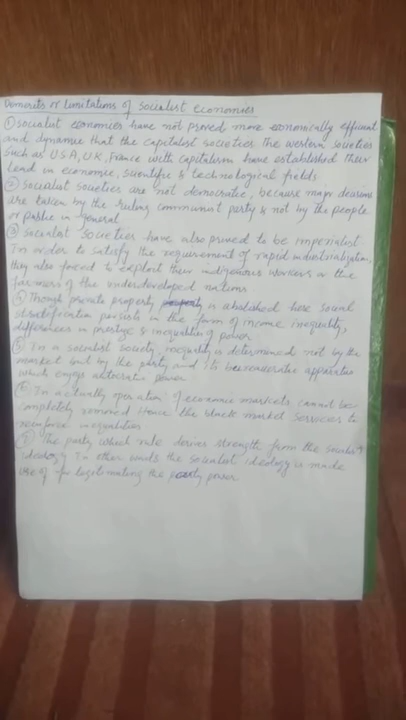 Demerits or Limitations of Socialist economies
① Socialist economies have not proved more economically efficient
and dynamic that the capitalist societies The western societies
Such as U.S.A, U.K, France with capitalism have established their
Lead in economic, scientific & technological fields
② Socialist societies are not democratic, because major decisions
are taken by the ruling communist party & not by the people
or public in general
③ Socialist Societies have also proved to be imperialist
In order to satisfy the requirement of rapid industrialization,
they also forced to exploit their indigenous workers or the
farmers of the underdeveloped nations
④ Though private property is abolished here social
stratification persists in the form of income inequality,
differences in prestige & inequalities of power
⑤ In a socialist society, inequality is determined not by the
market but by the party and its bureaucratic apparatus
which enjoys autocratic power
⑥ In actually operation of economic markets cannot be
completely removed Hence the black market services to
reinforce inequalities
⑦ The party which rule derives strength from the socialist
ideology In other words the socialist ideology is made
use of for legitimating the party power